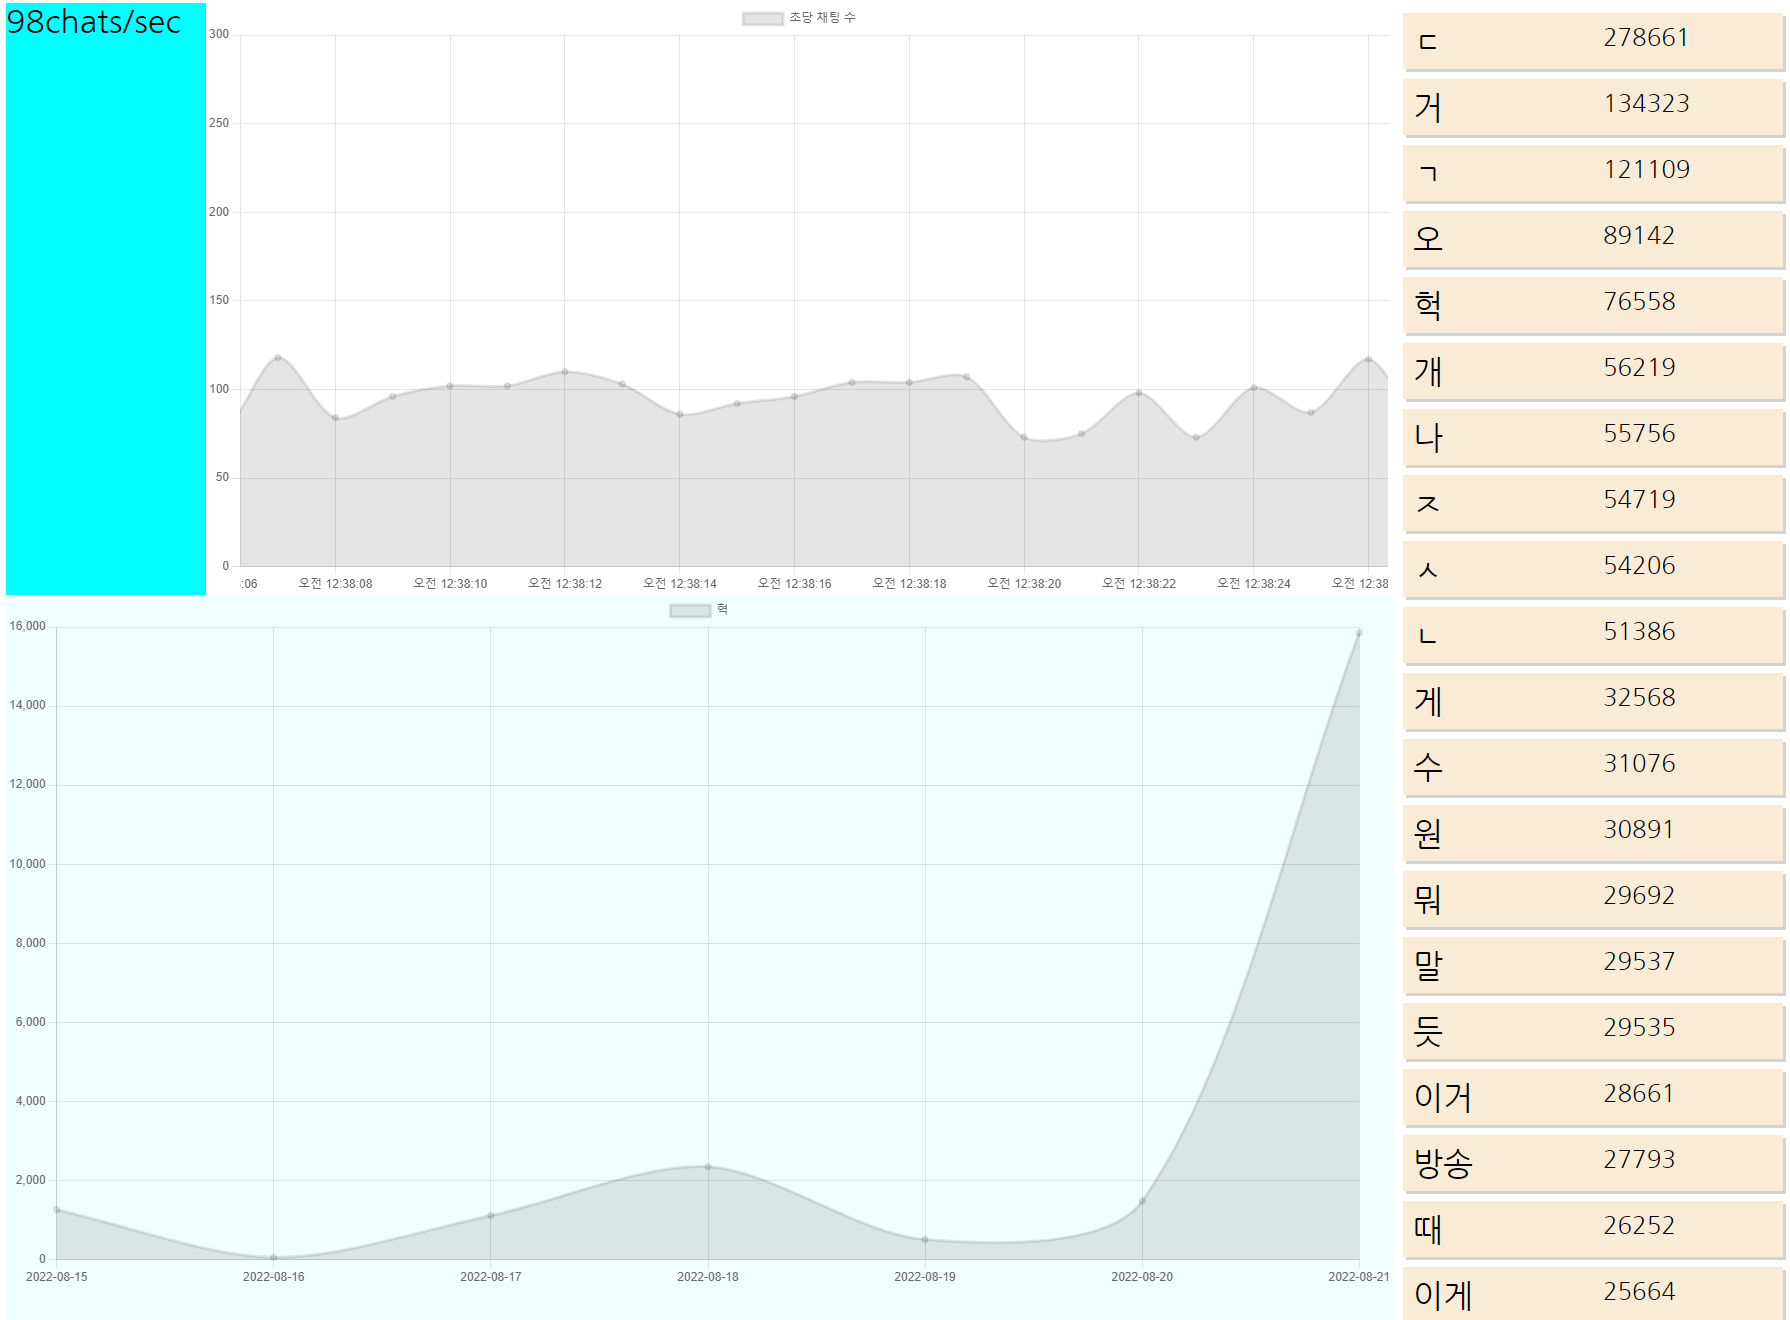 98chats/sec
초당 채팅 수
300
250
200
150
100
50
0
:06 오전 12:38:08 오전 12:38:10 오전 12:38:12 오전 12:38:14 오전 12:38:16 오전 12:38:18 오전 12:38:20 오전 12:38:22 오전 12:38:24 오전 12:38
혁
16,000
14,000
12,000
10,000
8,000
6,000
4,000
2,000
0
2022-08-15 2022-08-16 2022-08-17 2022-08-18 2022-08-19 2022-08-20 2022-08-21
ㄷ 278661
거 134323
ㄱ 121109
오 89142
헉 76558
개 56219
나 55756
ㅈ 54719
ㅅ 54206
ㄴ 51386
게 32568
수 31076
원 30891
뭐 29692
말 29537
듯 29535
이거 28661
방송 27793
때 26252
이게 25664